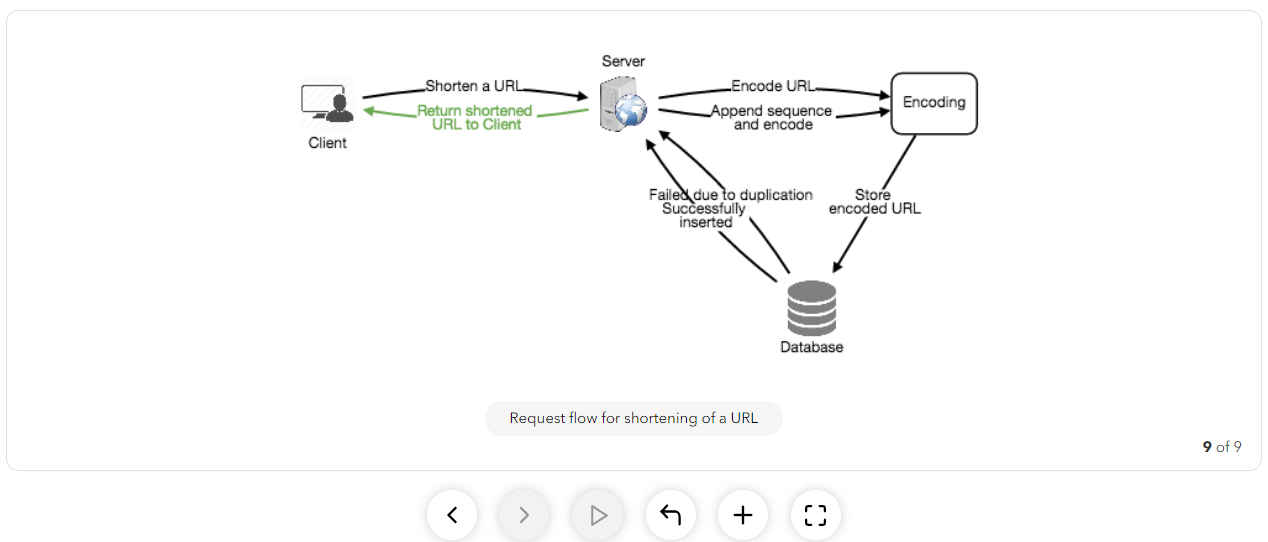 Server
Shorten a URL
Encode URL
Return shortened
URL to Client
Append sequence
and encode
Encoding
Client
Failed due to duplication
Successfully
inserted
Store
encoded URL
Database
Request flow for shortening of a URL
9 of 9